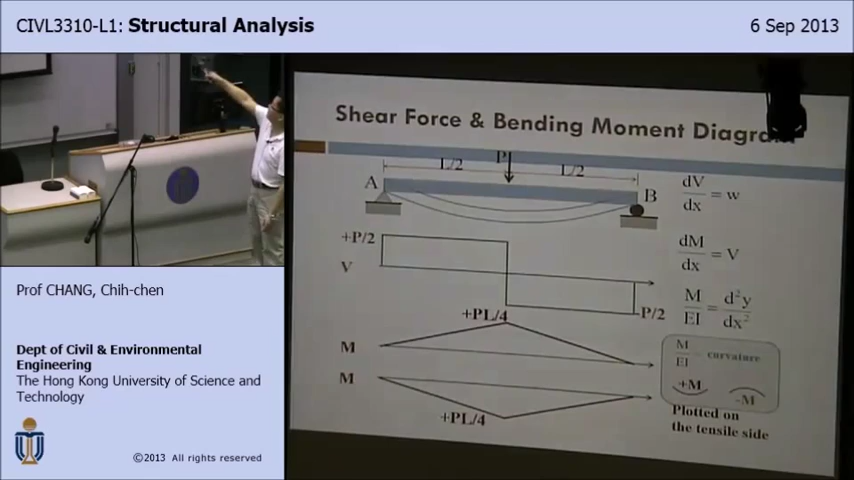 CIVL3310-L1: Structural Analysis
6 Sep 2013
Shear Force & Bending Moment Diagram
L/2
P
L/2
A
B
dV/dx = w
+P/2
V
dM/dx = V
P/2
M/EI = d²y/dx²
+PL/4
M
M/EI = curvature
M
+M
-M
+PL/4
Plotted on
the tensile side
Prof CHANG, Chih-chen
Dept of Civil & Environmental
Engineering
The Hong Kong University of Science and
Technology
©2013 All rights reserved